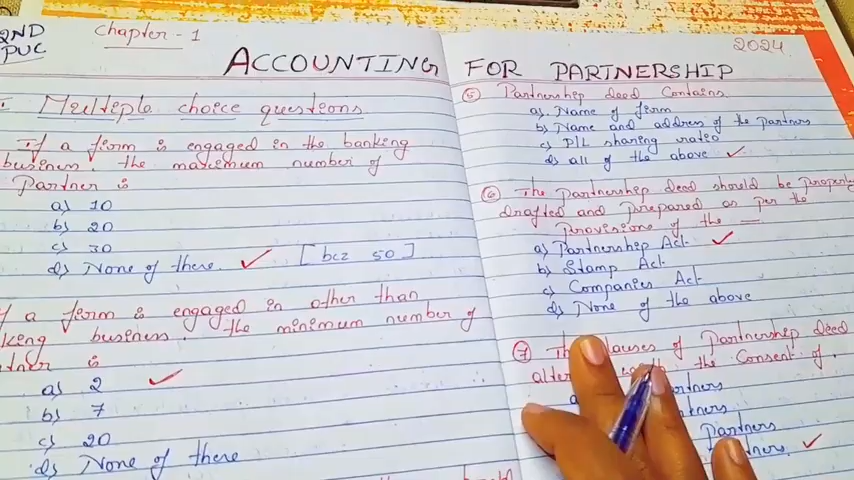 2ND
PUC
Chapter - 1
2024
ACCOUNTING FOR PARTNERSHIP
Multiple choice questions
If a firm is engaged in the banking
business. the maximum number of
Partner is
a) 10
b) 20
c) 30
d) None of there. [bcz 50]
a firm is engaged in other than
business. the minimum number of
is
a) 2
b) 7
c) 20
d) None of there
5 Partnership deed Contains
a) Name of firm
b) Name and address of the partners
c) P/L sharing ratio
d) all of the above
6 The Partnership deed should be properly
drafted and prepared as per the
provisions of the __
a) Partnership Act
b) Stamp Act
c) Companies Act
d) None of the above
7 clauses of Partnership deed
the Consent of.
Partners